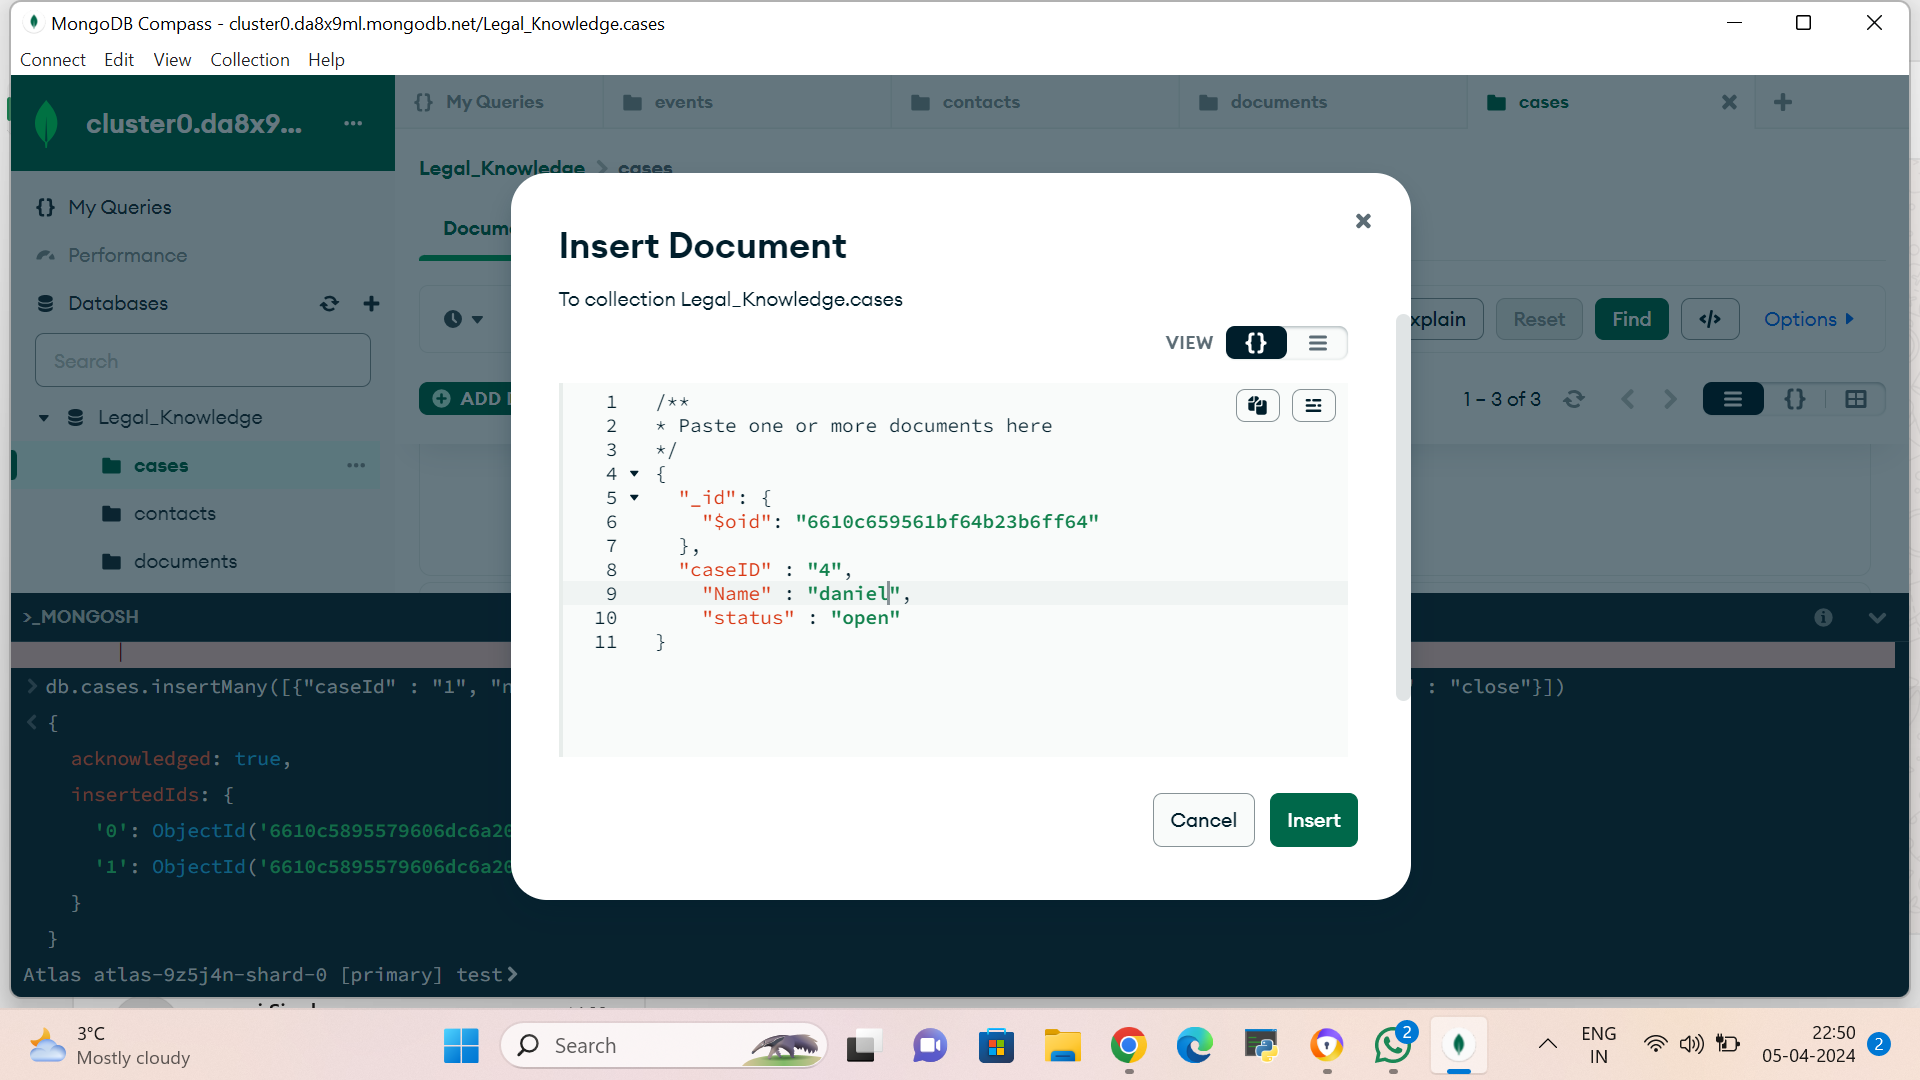 MongoDB Compass - cluster0.da8x9ml.mongodb.net/Legal_Knowledge.cases
Connect Edit View Collection Help
cluster0.da8x9... ...
{} My Queries events contacts documents cases
Legal_Knowledge > cases
{} My Queries
Performance
Databases
Search
Legal_Knowledge
cases ...
contacts
documents
Docum
xplain Reset Find </> Options
ADD
1 – 3 of 3 {}
Insert Document
To collection Legal_Knowledge.cases
VIEW {}
1 /**
2 * Paste one or more documents here
3 */
4 {
5 "_id": {
6 "$oid": "6610c659561bf64b23b6ff64"
7 },
8 "caseID" : "4",
9 "Name" : "daniel",
10 "status" : "open"
11 }
Cancel Insert
>_MONGOSH
> db.cases.insertMany([{"caseId" : "1", "n : "close"}])
< {
acknowledged: true,
insertedIds: {
'0': ObjectId('6610c5895579606dc6a20
'1': ObjectId('6610c5895579606dc6a20
}
}
Atlas atlas-9z5j4n-shard-0 [primary] test>
3°C
Mostly cloudy
Search
2
ENG
IN
22:50
05-04-2024
2